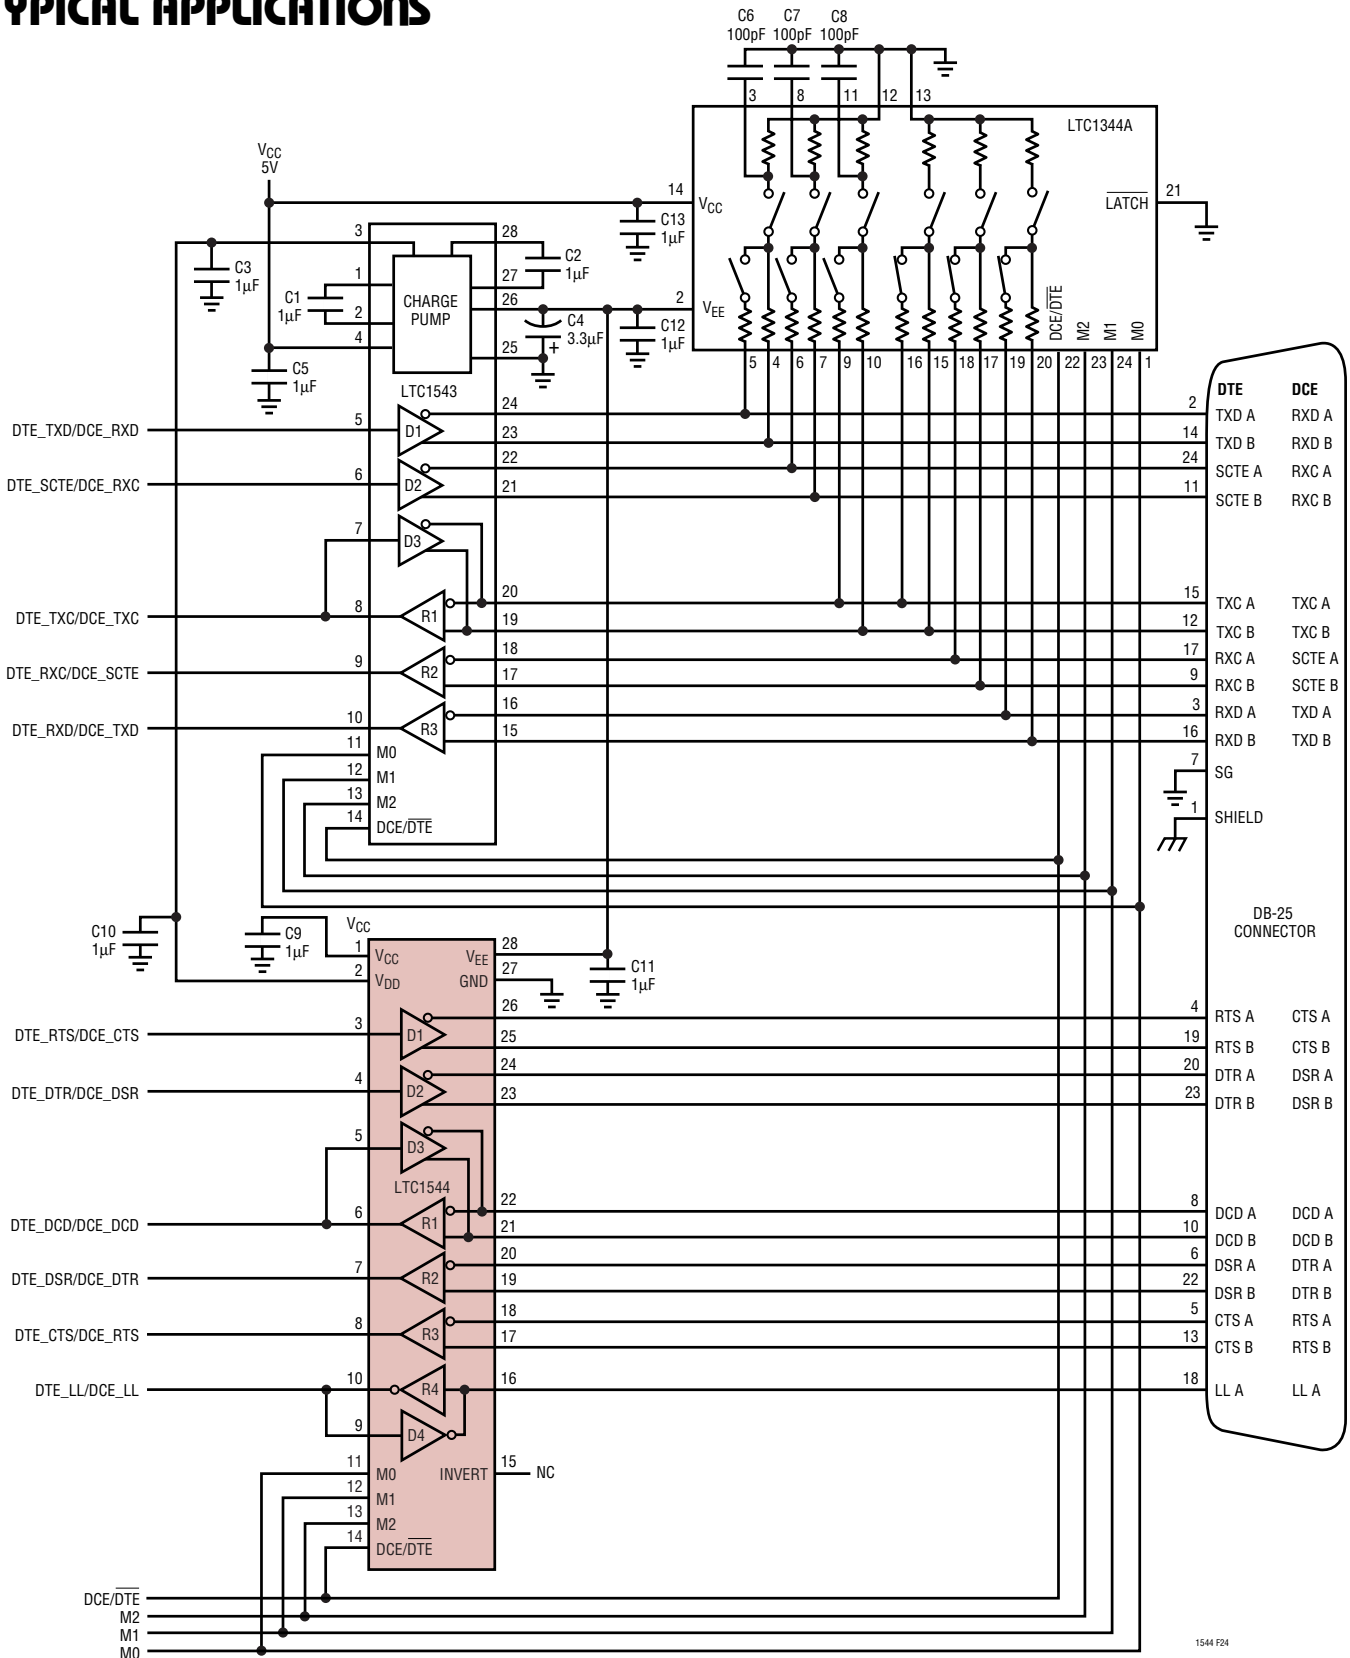 TYPICAL APPLICATIONS
C6 C7 C8
100pF 100pF 100pF
3 8 11 12 13
LTC1344A
VCC
5V
14 VCC
LATCH 21
C13
1µF
3 28
C3
1µF
C2
1µF
1 27
C1
1µF
CHARGE
PUMP
2 26
2 VEE
C4
3.3µF
+
C12
1µF
4 25
C5
1µF
DCE/DTE M2 M1 M0
5 4 6 7 9 10 16 15 18 17 19 20 22 23 24 1
LTC1543
DTE DCE
DTE_TXD/DCE_RXD 5 D1 24 2 TXD A RXD A
23 14 TXD B RXD B
DTE_SCTE/DCE_RXC 6 D2 22 24 SCTE A RXC A
21 11 SCTE B RXC B
7 D3
DTE_TXC/DCE_TXC 8 R1 20 15 TXC A TXC A
19 12 TXC B TXC B
DTE_RXC/DCE_SCTE 9 R2 18 17 RXC A SCTE A
17 9 RXC B SCTE B
DTE_RXD/DCE_TXD 10 R3 16 3 RXD A TXD A
15 16 RXD B TXD B
11 M0
7 SG
12 M1
13 M2
1 SHIELD
14 DCE/DTE
DB-25
CONNECTOR
C10
1µF
C9
1µF
VCC
1 VCC VEE 28
2 VDD GND 27
C11
1µF
DTE_RTS/DCE_CTS 3 D1 26 4 RTS A CTS A
25 19 RTS B CTS B
DTE_DTR/DCE_DSR 4 D2 24 20 DTR A DSR A
23 23 DTR B DSR B
5 D3
LTC1544
DTE_DCD/DCE_DCD 6 R1 22 8 DCD A DCD A
21 10 DCD B DCD B
DTE_DSR/DCE_DTR 7 R2 20 6 DSR A DTR A
19 22 DSR B DTR B
DTE_CTS/DCE_RTS 8 R3 18 5 CTS A RTS A
17 13 CTS B RTS B
DTE_LL/DCE_LL 10 R4 16 18 LL A LL A
9 D4
11 M0 INVERT 15 NC
12 M1
13 M2
14 DCE/DTE
DCE/DTE
M2
M1
M0
1544 F24